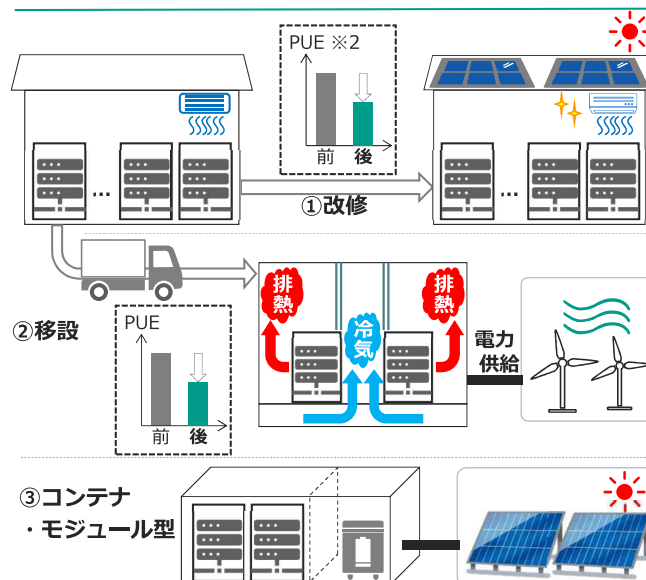 PUE ※2
前 後
...
...
①改修
排熱
排熱
冷気
②移設
PUE
前 後
電力
供給
③コンテナ
・モジュール型